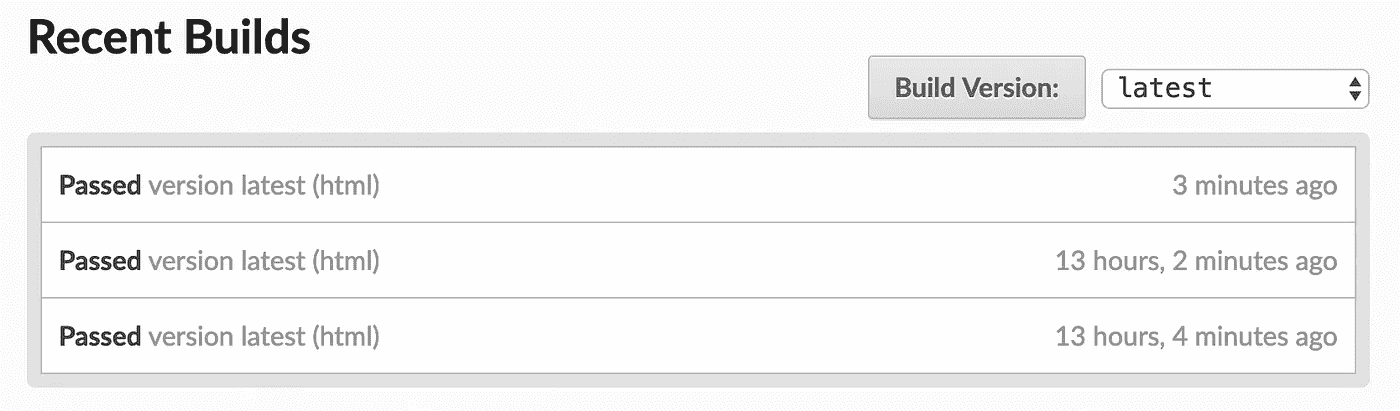 Recent Builds
Build Version: latest
Passed version latest (html) 3 minutes ago
Passed version latest (html) 13 hours, 2 minutes ago
Passed version latest (html) 13 hours, 4 minutes ago